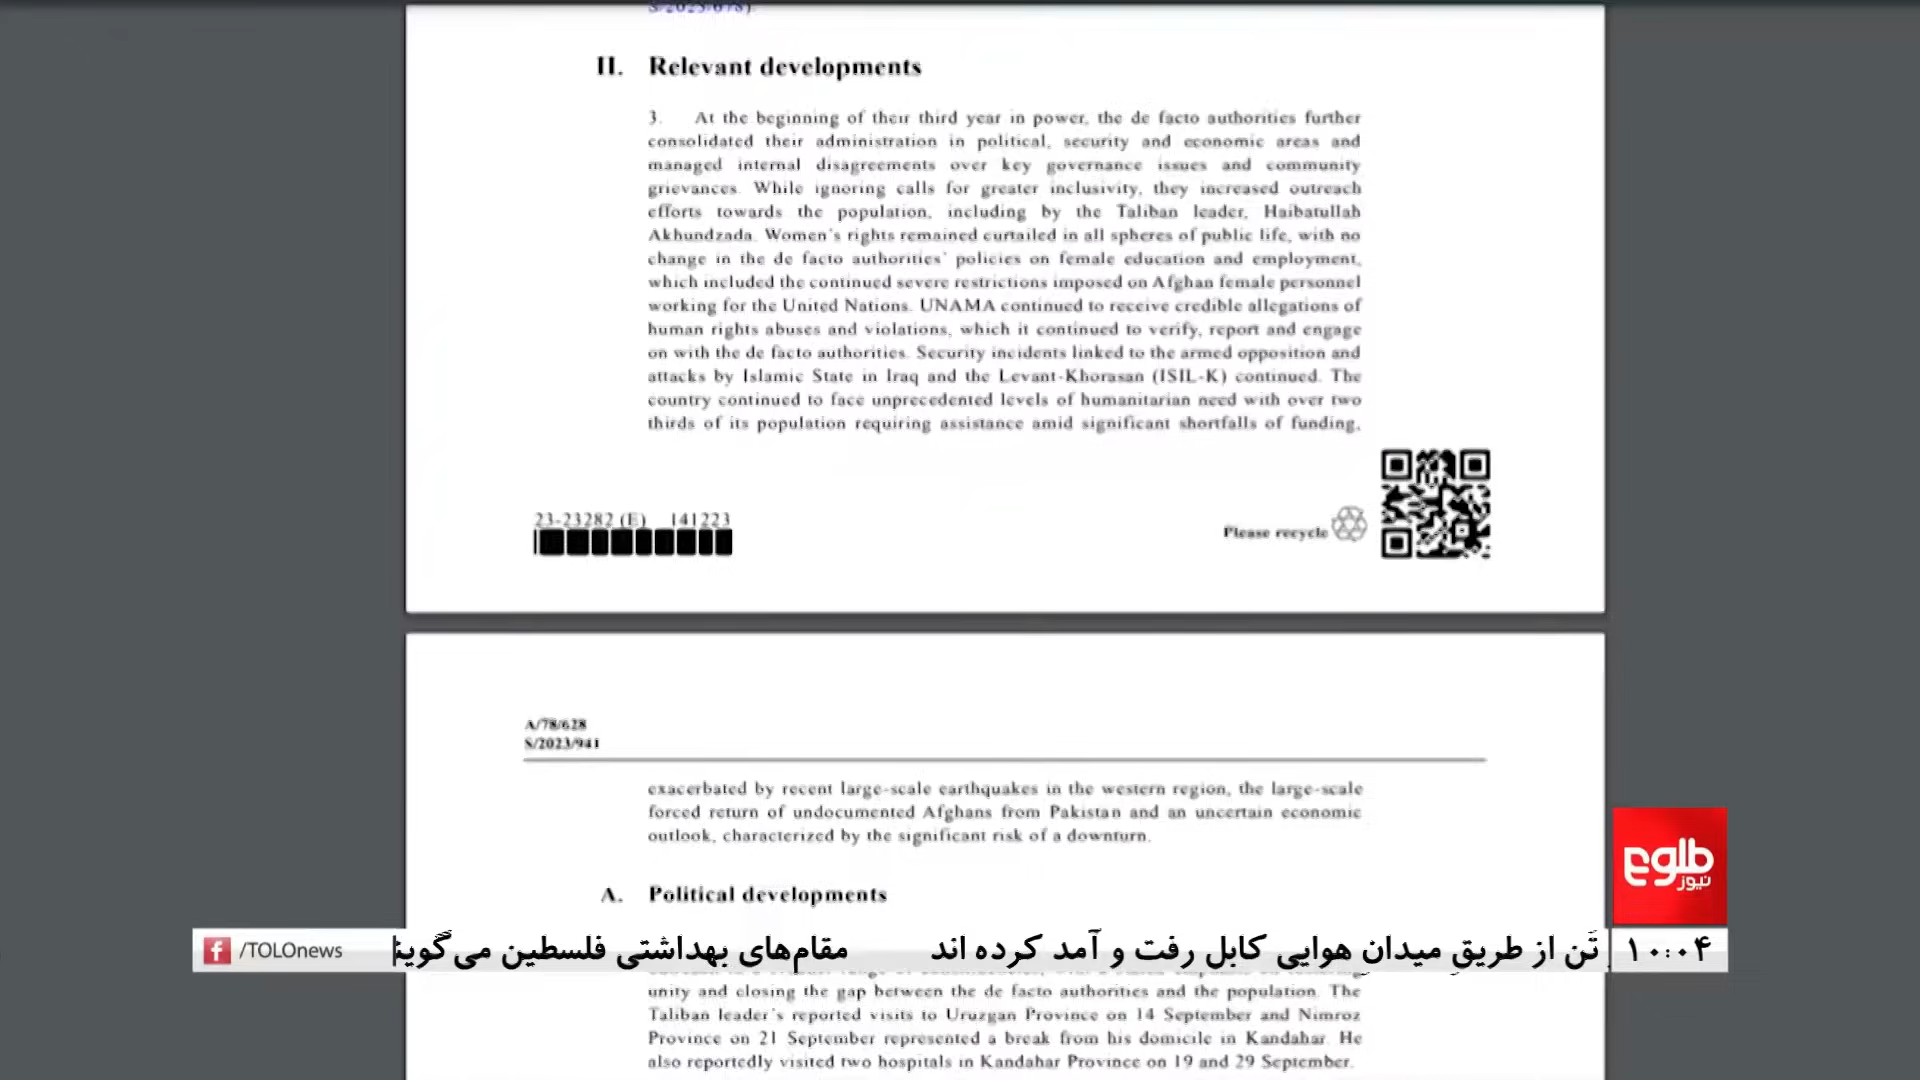 S/2023/678).
II. Relevant developments
3. At the beginning of their third year in power, the de facto authorities further
consolidated their administration in political, security and economic areas and
managed internal disagreements over key governance issues and community
grievances. While ignoring calls for greater inclusivity, they increased outreach
efforts towards the population, including by the Taliban leader, Haibatullah
Akhundzada. Women's rights remained curtailed in all spheres of public life, with no
change in the de facto authorities' policies on female education and employment,
which included the continued severe restrictions imposed on Afghan female personnel
working for the United Nations. UNAMA continued to receive credible allegations of
human rights abuses and violations, which it continued to verify, report and engage
on with the de facto authorities. Security incidents linked to the armed opposition and
attacks by Islamic State in Iraq and the Levant-Khorasan (ISIL-K) continued. The
country continued to face unprecedented levels of humanitarian need with over two
thirds of its population requiring assistance amid significant shortfalls of funding,
23-23282 (E) 141223
Please recycle
A/78/628
S/2023/941
exacerbated by recent large-scale earthquakes in the western region, the large-scale
forced return of undocumented Afghans from Pakistan and an uncertain economic
outlook, characterized by the significant risk of a downturn.
A. Political developments
طلوع
نیوز
/TOLOnews
تَن از طریق میدان هوایی کابل رفت و آمد کرده اند مقام‌های بهداشتی فلسطین
۱۰:۰۴
unity and closing the gap between the de facto authorities and the population. The
Taliban leader's reported visits to Uruzgan Province on 14 September and Nimroz
Province on 21 September represented a break from his domicile in Kandahar. He
also reportedly visited two hospitals in Kandahar Province on 19 and 29 September.